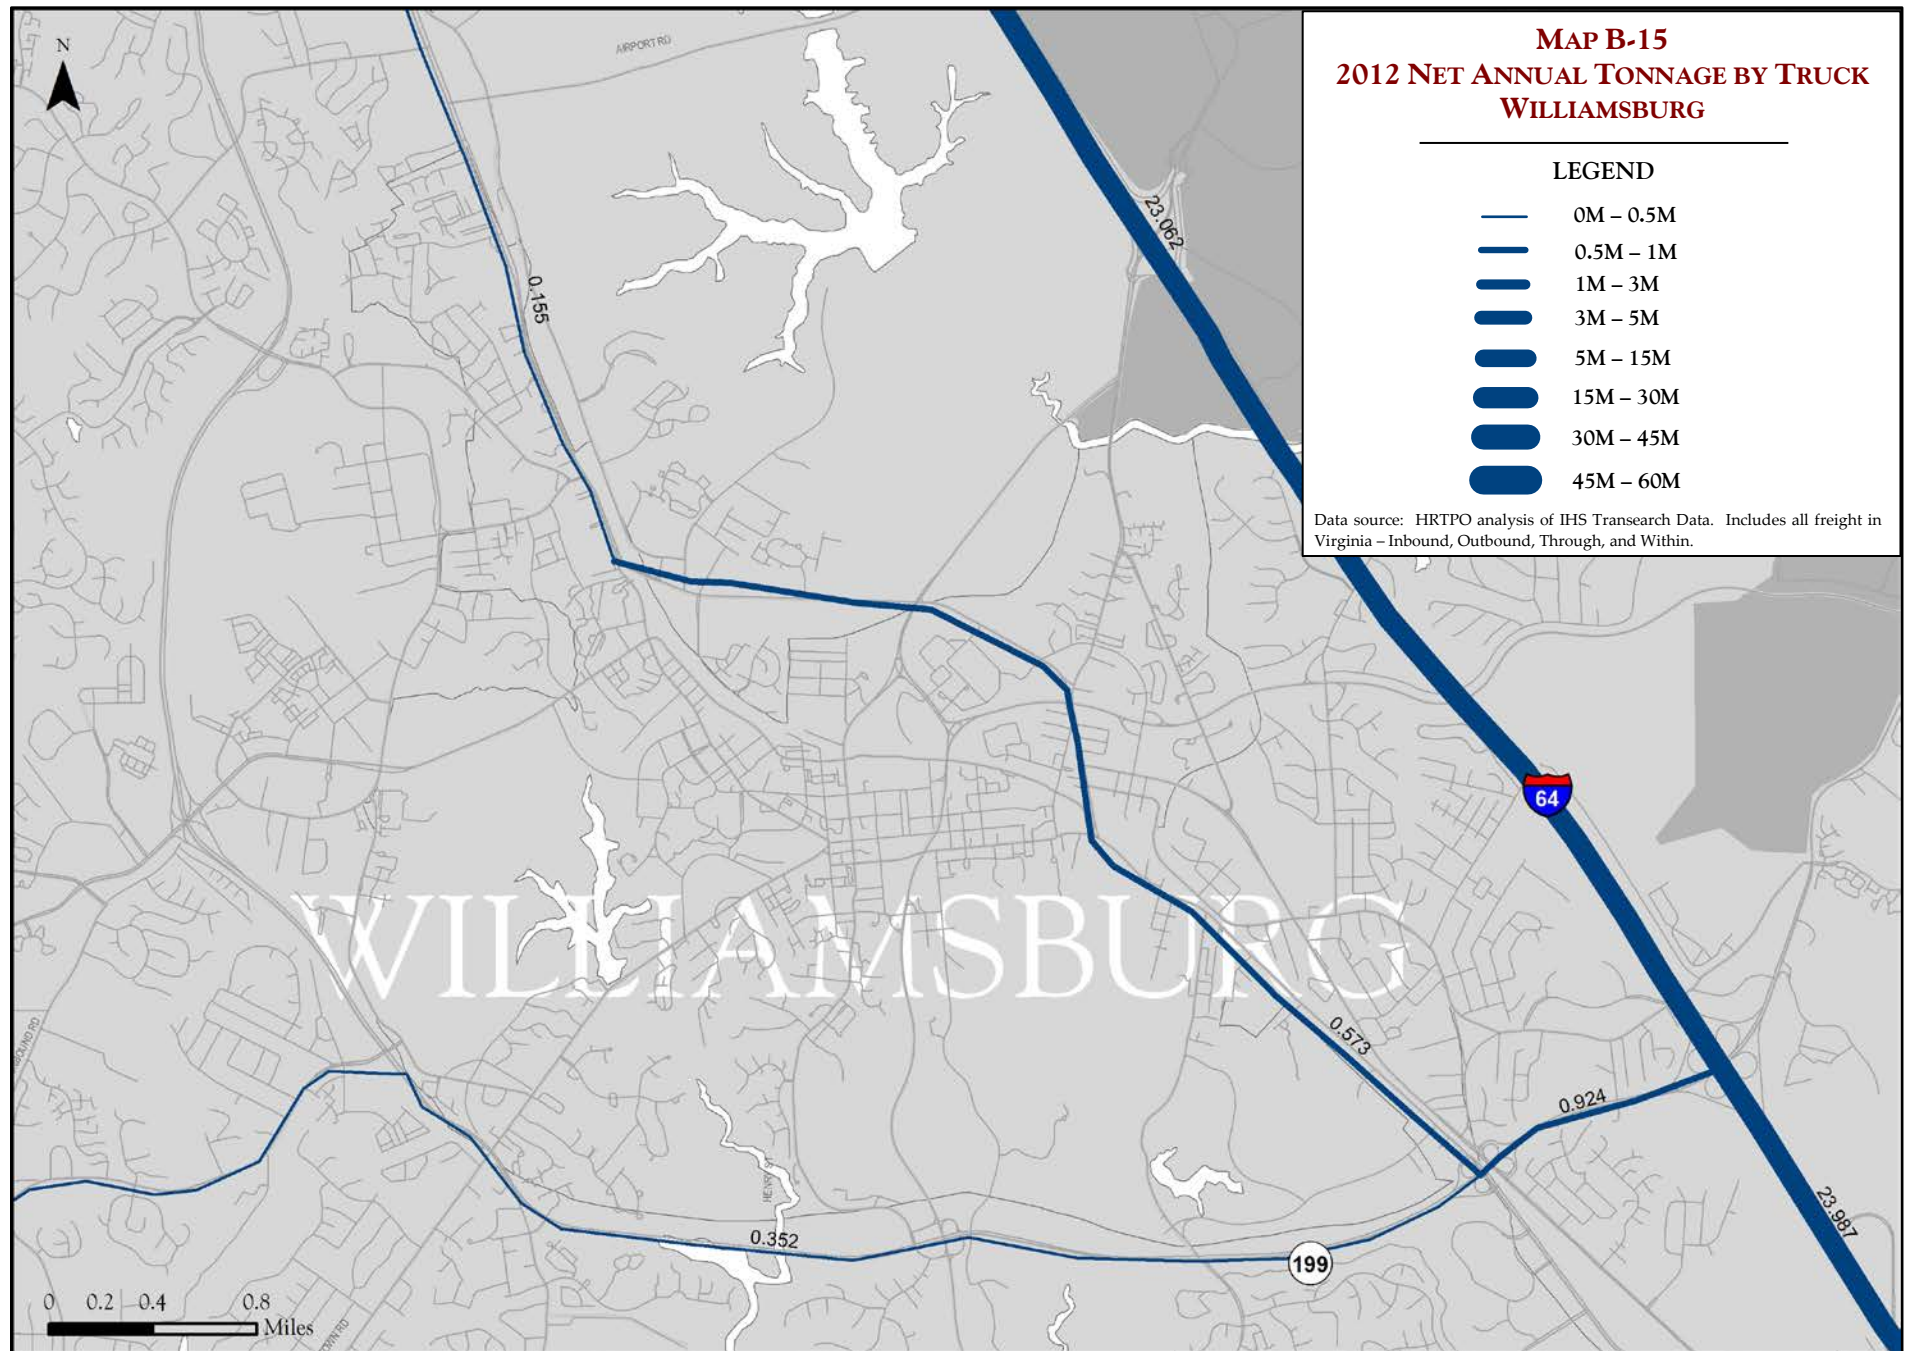 MAP B-15
2012 NET ANNUAL TONNAGE BY TRUCK
WILLIAMSBURG
LEGEND
0M – 0.5M
0.5M – 1M
1M – 3M
3M – 5M
5M – 15M
15M – 30M
30M – 45M
45M – 60M
Data source: HRTPO analysis of IHS Transearch Data. Includes all freight in
Virginia – Inbound, Outbound, Through, and Within.
N
AIRPORT RD
23.062
0.155
64
WILLIAMSBURG
0.573
0.924
23.987
0.352
199
0 0.2 0.4 0.8
Miles